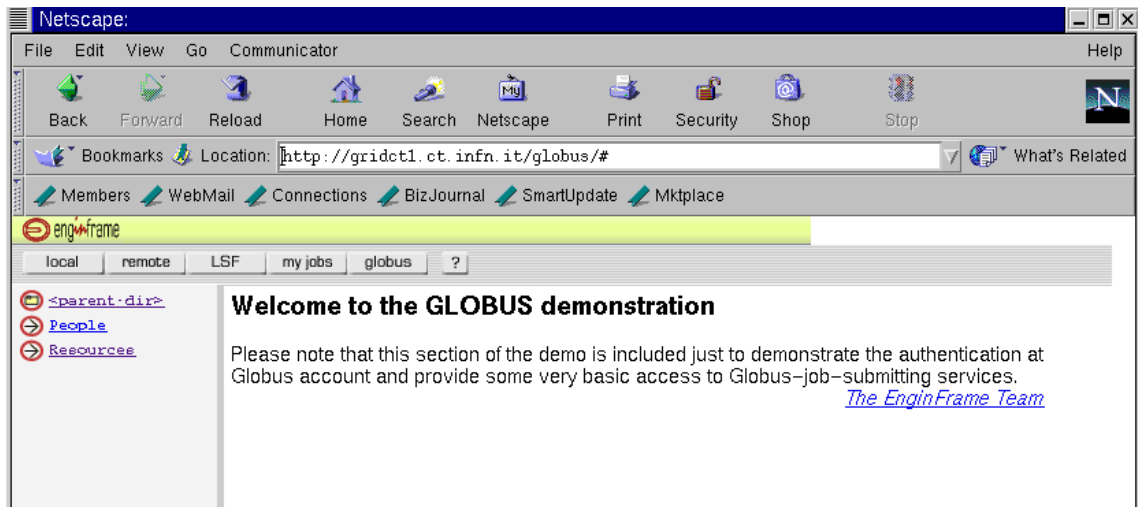 Netscape:
File Edit View Go Communicator Help
My N
Back Forward Reload Home Search Netscape Print Security Shop Stop
Bookmarks Location: http://gridct1.ct.infn.it/globus/# What's Related
Members WebMail Connections BizJournal SmartUpdate Mktplace
enginframe
local remote LSF my jobs globus ?
<parent-dir>
People
Resources
Welcome to the GLOBUS demonstration
Please note that this section of the demo is included just to demonstrate the authentication at
Globus account and provide some very basic access to Globus-job-submitting services.
The EnginFrame Team